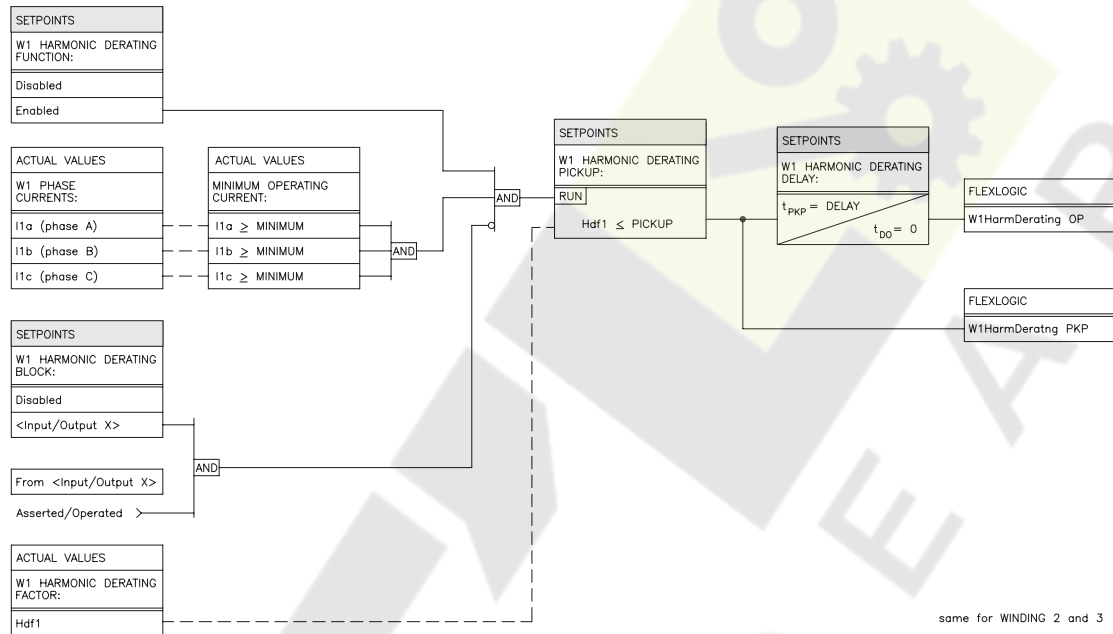 SETPOINTS
W1 HARMONIC DERATING
FUNCTION:
Disabled
Enabled
ACTUAL VALUES
W1 PHASE
CURRENTS:
I1a (phase A)
I1b (phase B)
I1c (phase C)
ACTUAL VALUES
MINIMUM OPERATING
CURRENT:
I1a ≥ MINIMUM
I1b ≥ MINIMUM
I1c ≥ MINIMUM
AND
SETPOINTS
W1 HARMONIC DERATING
BLOCK:
Disabled
<Input/Output X>
From <Input/Output X>
Asserted/Operated
AND
ACTUAL VALUES
W1 HARMONIC DERATING
FACTOR:
Hdf1
AND
SETPOINTS
W1 HARMONIC DERATING
PICKUP:
RUN
Hdf1 ≤ PICKUP
SETPOINTS
W1 HARMONIC DERATING
DELAY:
tPKP = DELAY
tDO = 0
FLEXLOGIC
W1HarmDerating OP
FLEXLOGIC
W1HarmDeratng PKP
same for WINDING 2 and 3